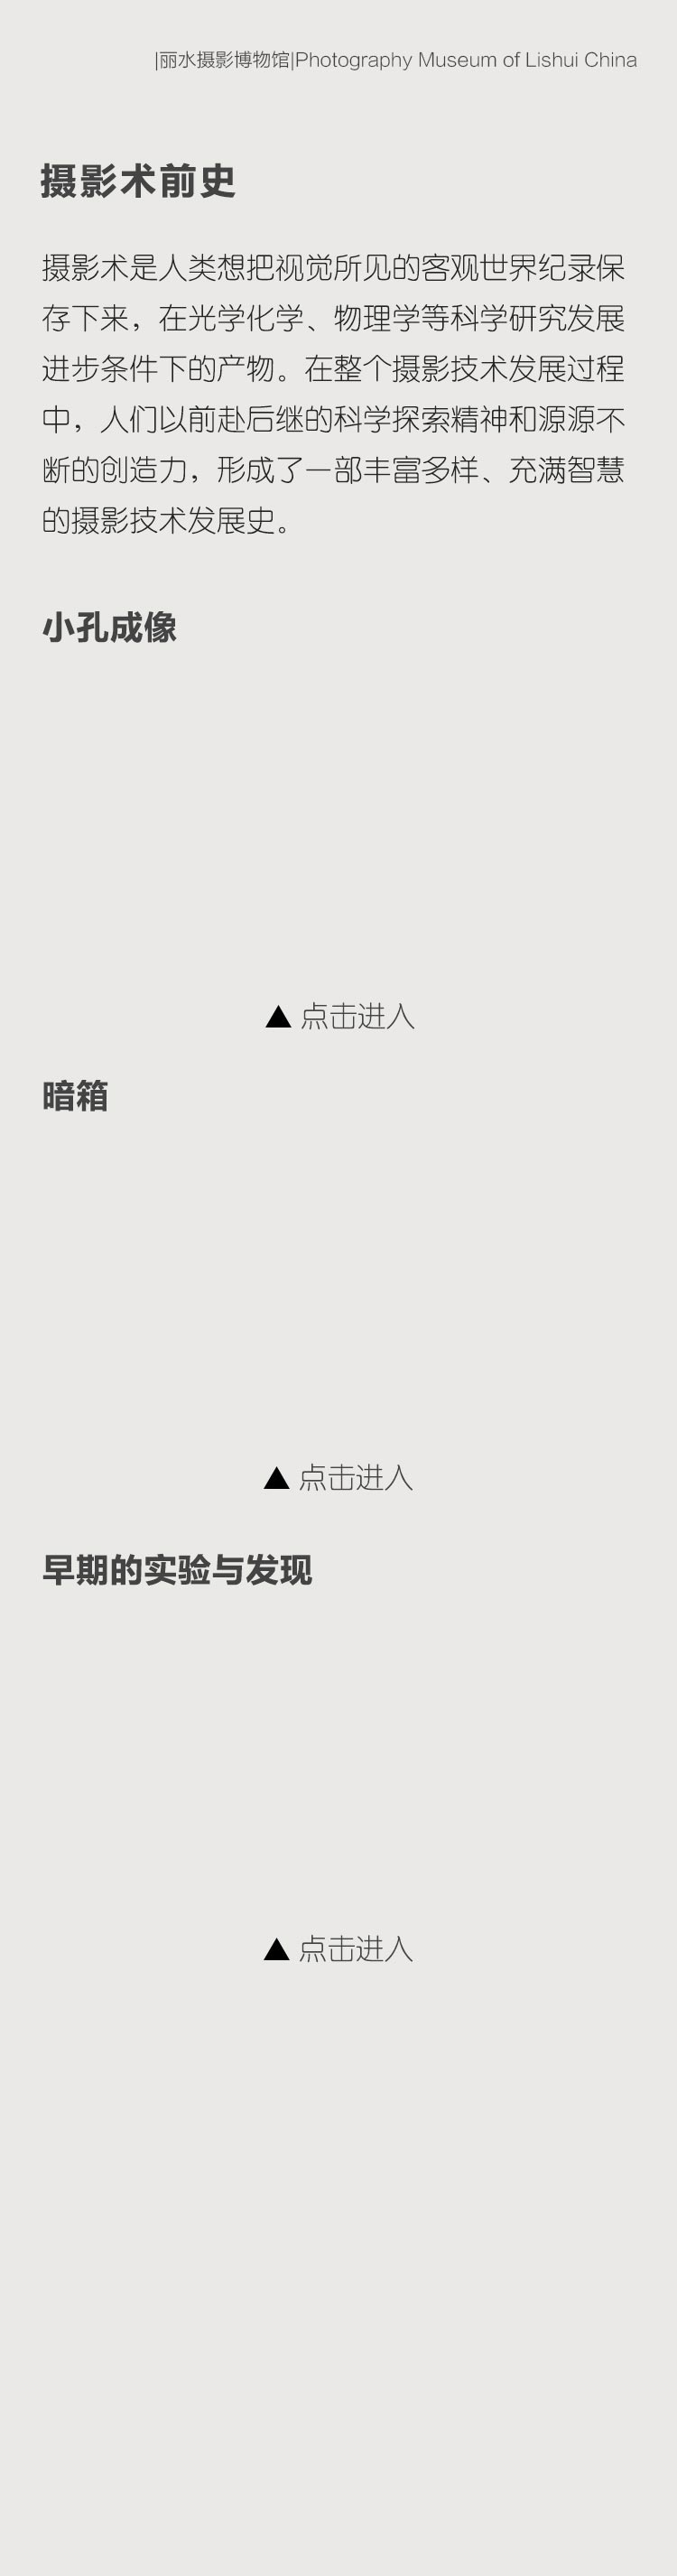 |丽水摄影博物馆|Photography Museum of Lishui China
摄影术前史
摄影术是人类想把视觉所见的客观世界纪录保
存下来，在光学化学、物理学等科学研究发展
进步条件下的产物。在整个摄影技术发展过程
中，人们以前赴后继的科学探索精神和源源不
断的创造力，形成了一部丰富多样、充满智慧
的摄影技术发展史。
小孔成像
▲ 点击进入
暗箱
▲ 点击进入
早期的实验与发现
▲ 点击进入